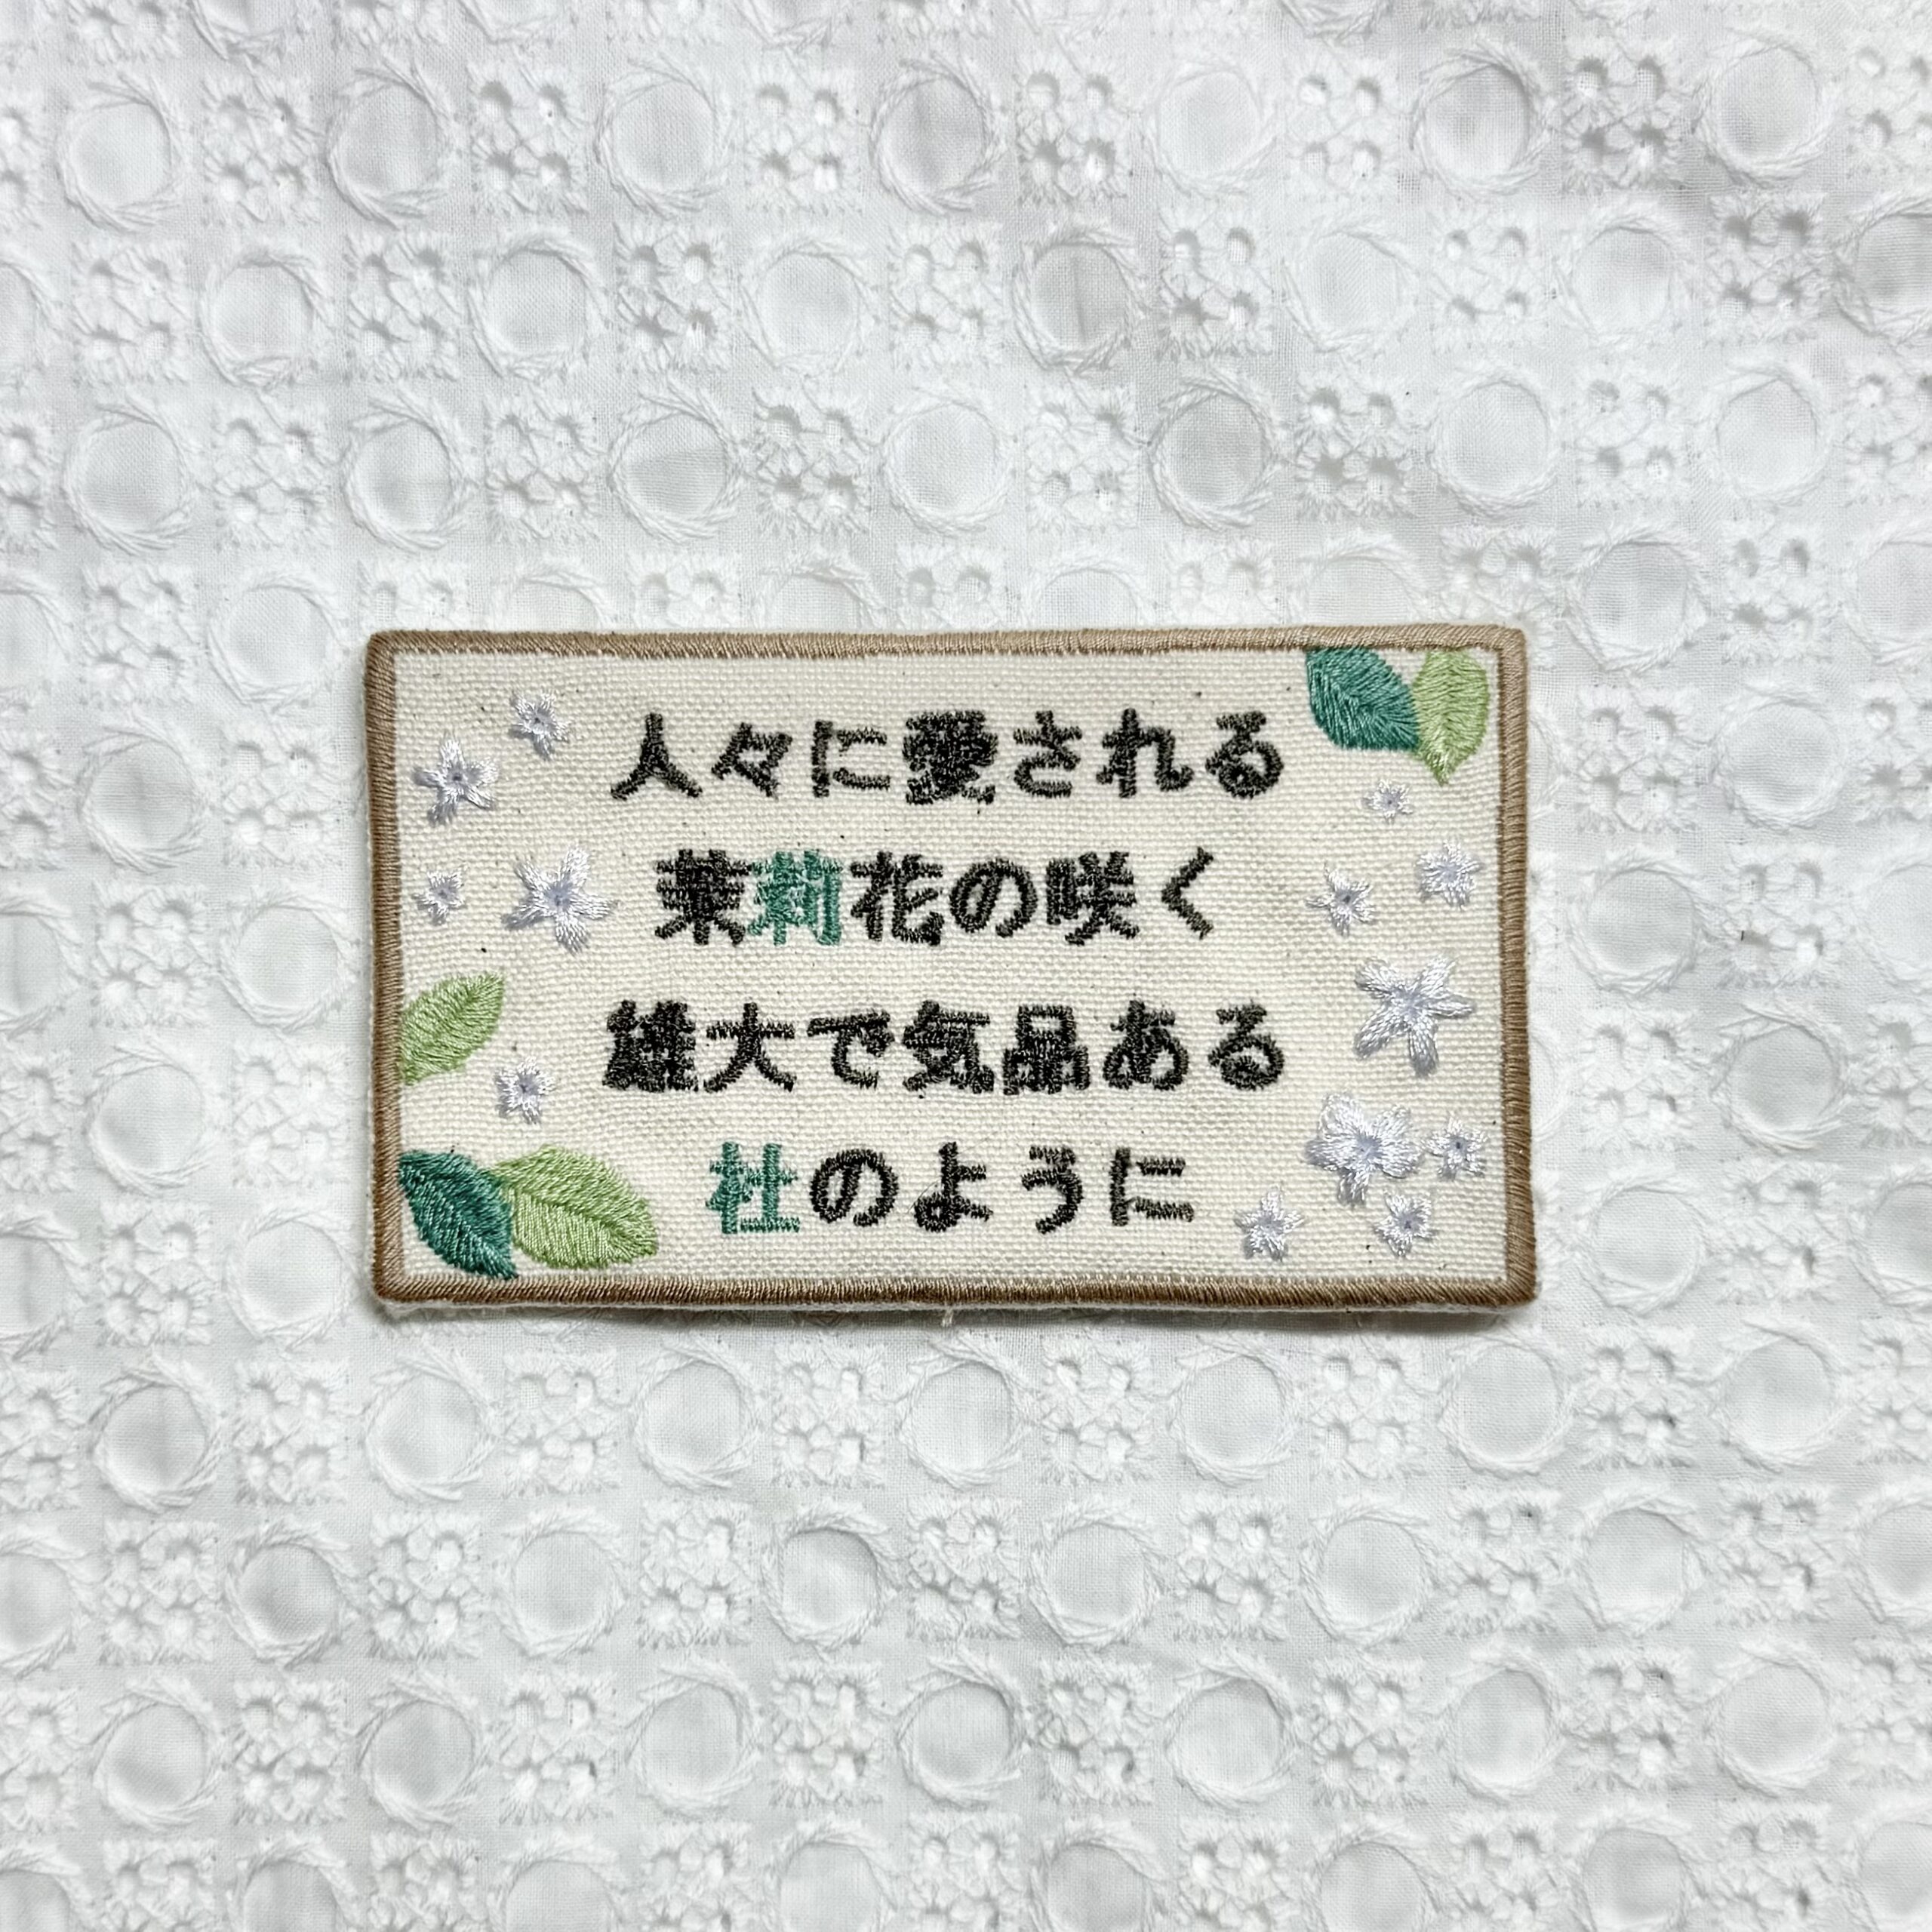 人々に愛される
茉莉花の咲く
雄大で気品ある
杜のように